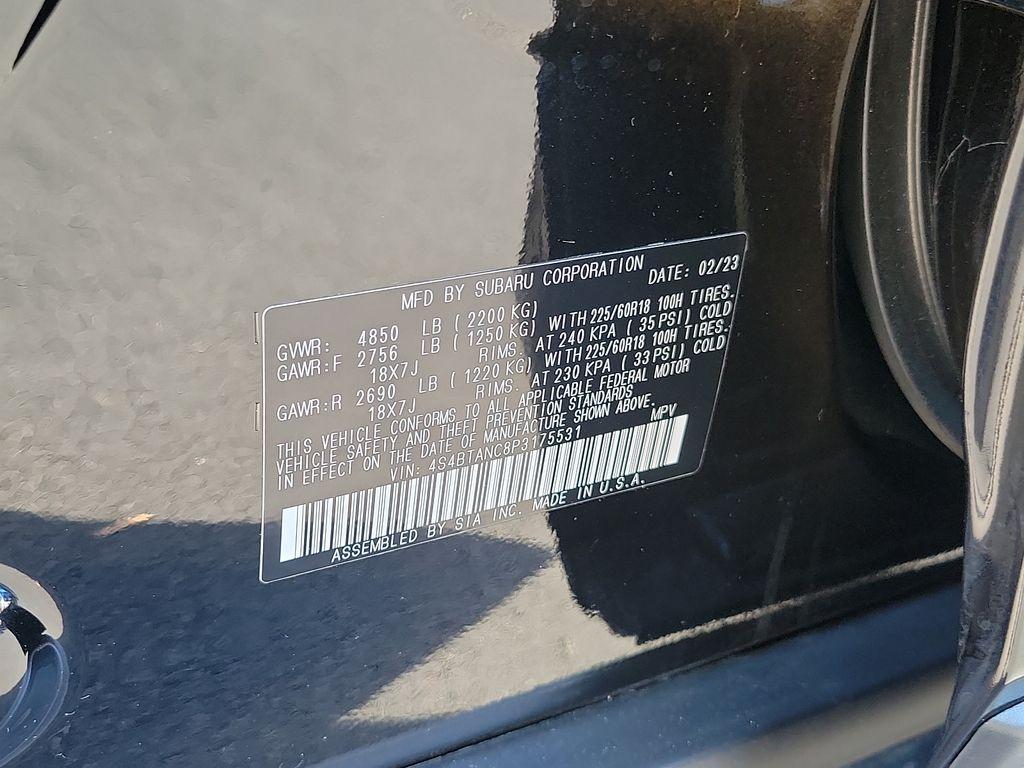 MFD BY SUBARU CORPORATION DATE: 02/23
GVWR: 4850 LB ( 2200 KG)
GAWR:F 2756 LB ( 1250 KG) WITH 225/60R18 100H TIRES.
18X7J RIMS. AT 240 KPA ( 35 PSI) COLD
GAWR:R 2690 LB ( 1220 KG) WITH 225/60R18 100H TIRES.
18X7J RIMS. AT 230 KPA ( 33 PSI) COLD
THIS VEHICLE CONFORMS TO ALL APPLICABLE FEDERAL MOTOR
VEHICLE SAFETY AND THEFT PREVENTION STANDARDS
IN EFFECT ON THE DATE OF MANUFACTURE SHOWN ABOVE.
VIN: 4S4BTANC8P3175531 MPV
ASSEMBLED BY SIA INC. MADE IN U.S.A.